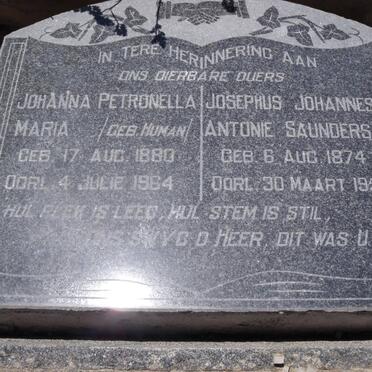 IN TERE HERINNERING AAN
ONS DIERBARE OUERS
JOHANNA PETRONELLA
MARIA (GEB. HUMAN)
GEB. 17 AUG. 1880
OORL. 4 JULIE 1964
JOSEPHUS JOHANNES
ANTONIE SAUNDERS
GEB. 6 AUG. 1874
OORL. 30 MAART
HUL PLEK IS LEEG, HUL STEM IS STIL,
ONS SWYG O HEER, DIT WAS U